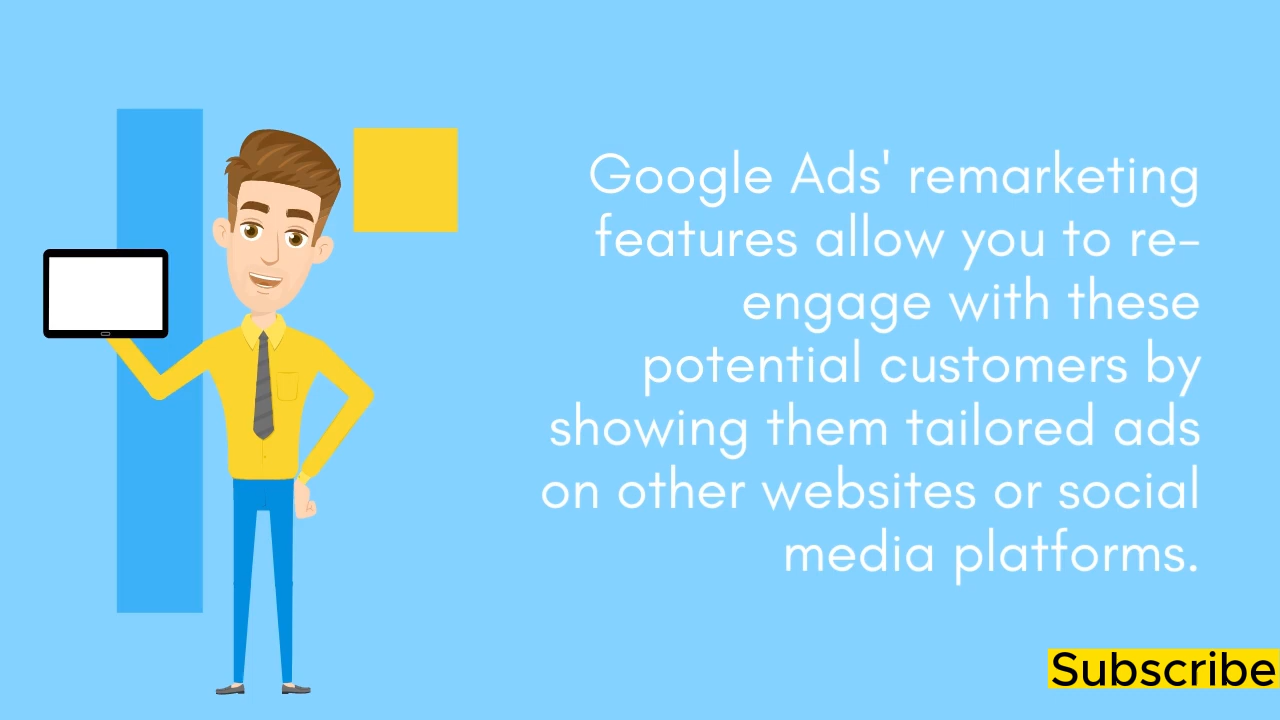 Google Ads' remarketing
features allow you to re-
engage with these
potential customers by
showing them tailored ads
on other websites or social
media platforms.
Subscribe